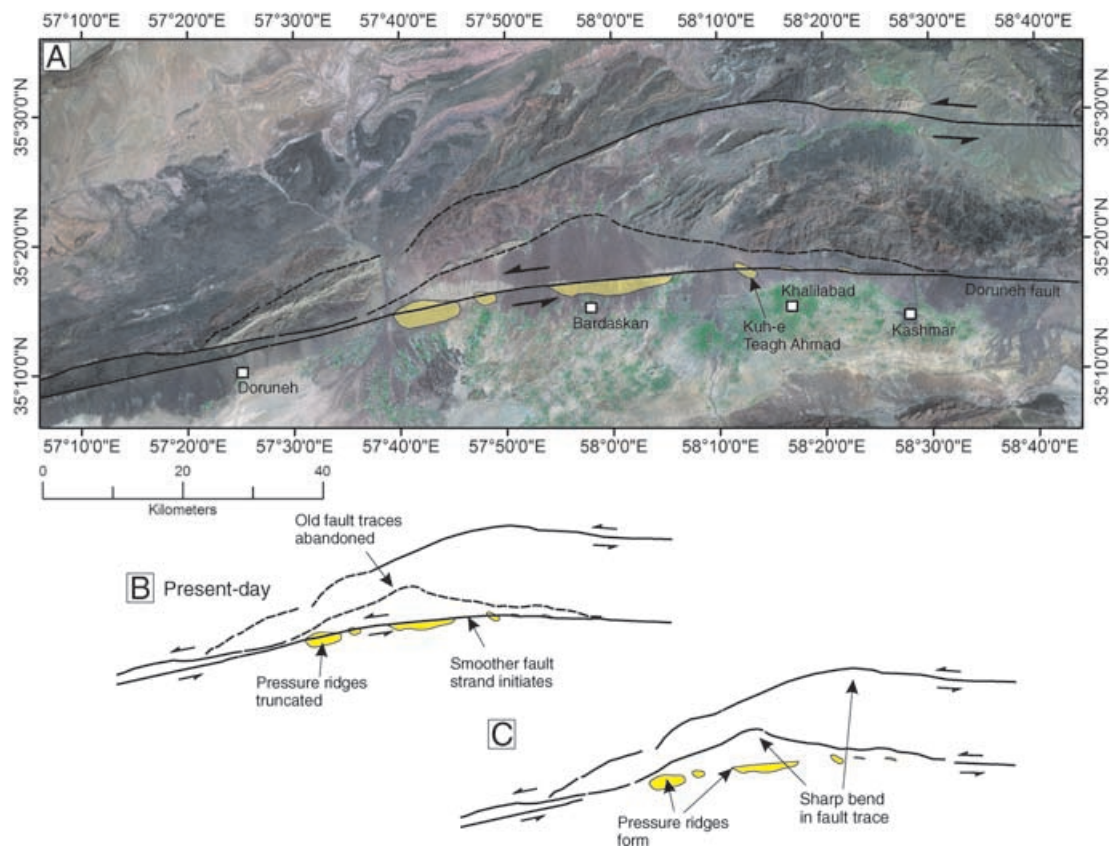 57°10'0"E 57°20'0"E 57°30'0"E 57°40'0"E 57°50'0"E 58°0'0"E 58°10'0"E 58°20'0"E 58°30'0"E 58°40'0"E
A
35°30'0"N
35°30'0"N
35°20'0"N
35°20'0"N
35°10'0"N
35°10'0"N
Doruneh fault
Khalilabad
Bardaskan
Kuh-e
Teagh Ahmad
Kashmar
Doruneh
57°10'0"E 57°20'0"E 57°30'0"E 57°40'0"E 57°50'0"E 58°0'0"E 58°10'0"E 58°20'0"E 58°30'0"E 58°40'0"E
0 20 40
Kilometers
Old fault traces
abandoned
B Present-day
Smoother fault
strand initiates
Pressure ridges
truncated
C
Sharp bend
in fault trace
Pressure ridges
form